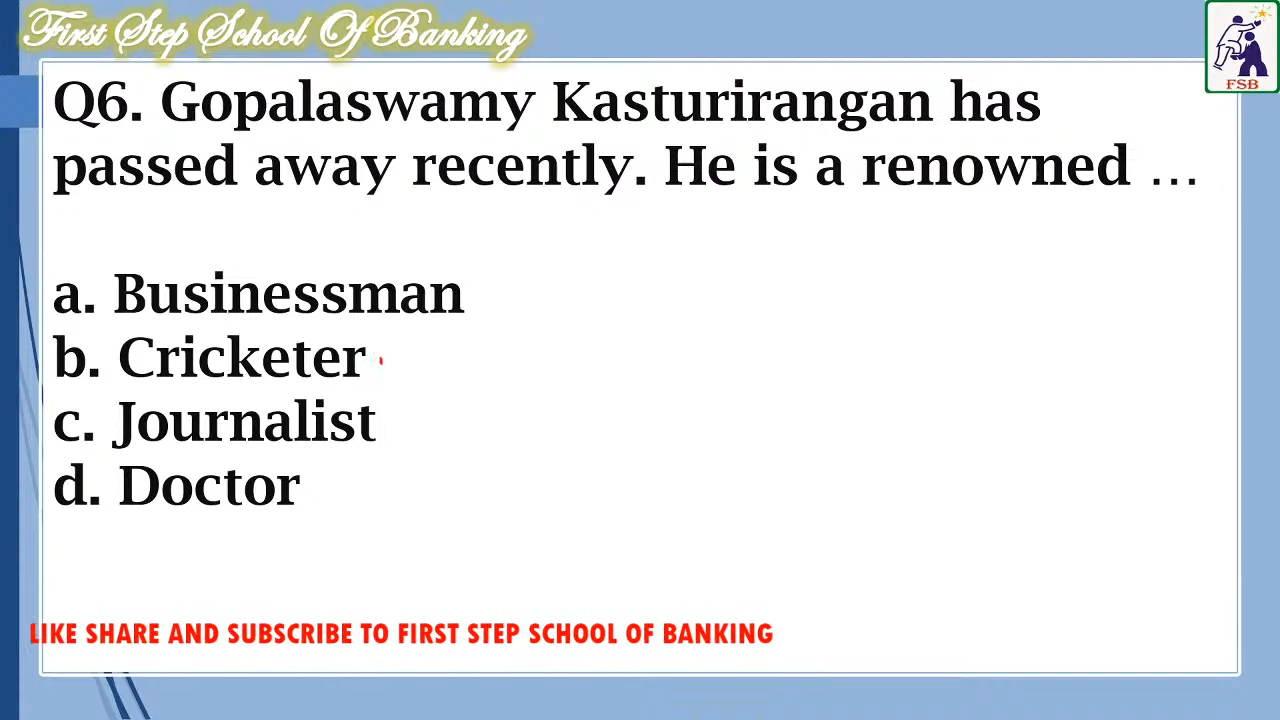 First Step School Of Banking
FSB
Q6. Gopalaswamy Kasturirangan has
passed away recently. He is a renowned …
a. Businessman
b. Cricketer
c. Journalist
d. Doctor
LIKE SHARE AND SUBSCRIBE TO FIRST STEP SCHOOL OF BANKING